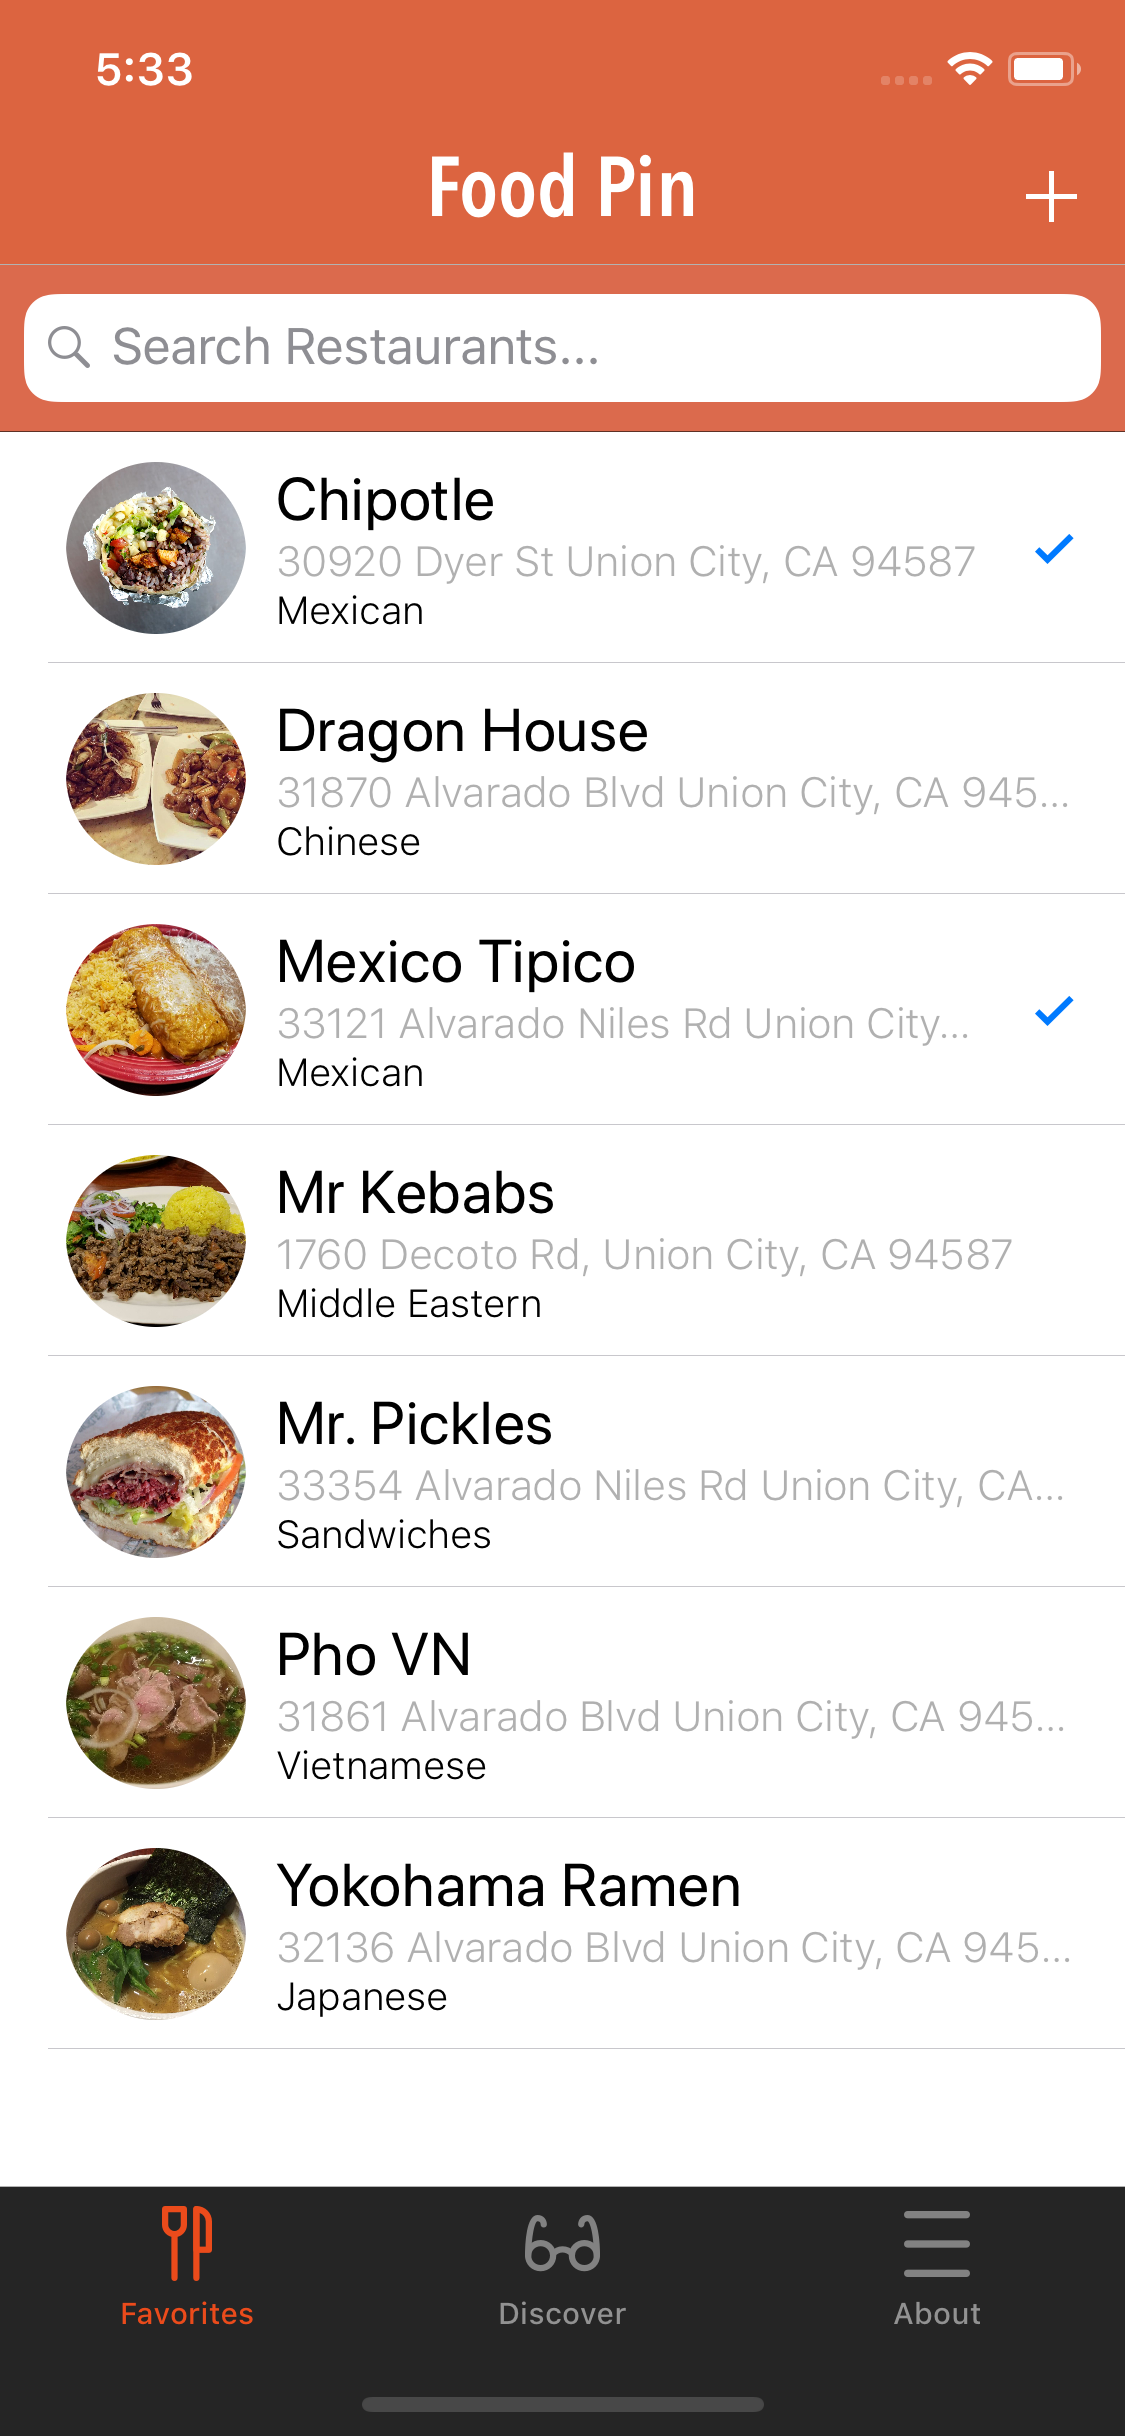 5:33
Food Pin
Search Restaurants...
Chipotle
30920 Dyer St Union City, CA 94587
Mexican
Dragon House
31870 Alvarado Blvd Union City, CA 945...
Chinese
Mexico Tipico
33121 Alvarado Niles Rd Union City...
Mexican
Mr Kebabs
1760 Decoto Rd, Union City, CA 94587
Middle Eastern
Mr. Pickles
33354 Alvarado Niles Rd Union City, CA...
Sandwiches
Pho VN
31861 Alvarado Blvd Union City, CA 945...
Vietnamese
Yokohama Ramen
32136 Alvarado Blvd Union City, CA 945...
Japanese
Favorites
Discover
About